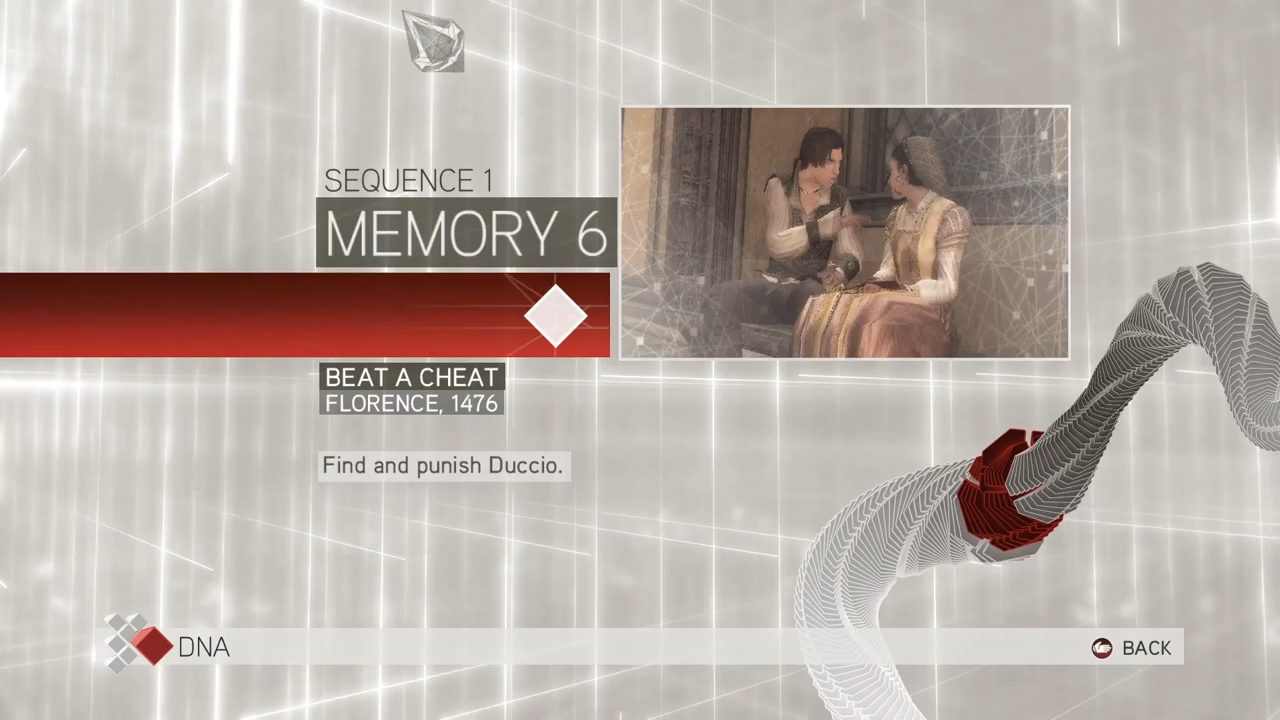 SEQUENCE 1
MEMORY 6
BEAT A CHEAT
FLORENCE, 1476
Find and punish Duccio.
DNA
BACK